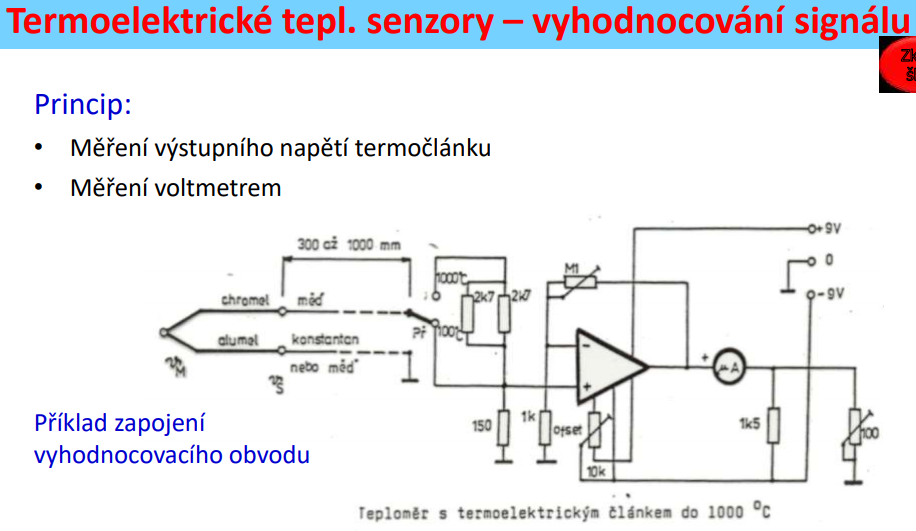 Termoelektrické tepl. senzory – vyhodnocování signálu
Princip:
• Měření výstupního napětí termočlánku
• Měření voltmetrem
300 až 1000 mm
+9V
0
-9V
1000°C
2k7
2k7
M1
chromel
měď
Př
100°C
alumel
konstantan
nebo měď
ϑM
ϑS
-
+
+
μA
150
1k
ofset
10k
1k5
100
Příklad zapojení
vyhodnocovacího obvodu
Teploměr s termoelektrickým článkem do 1000 °C